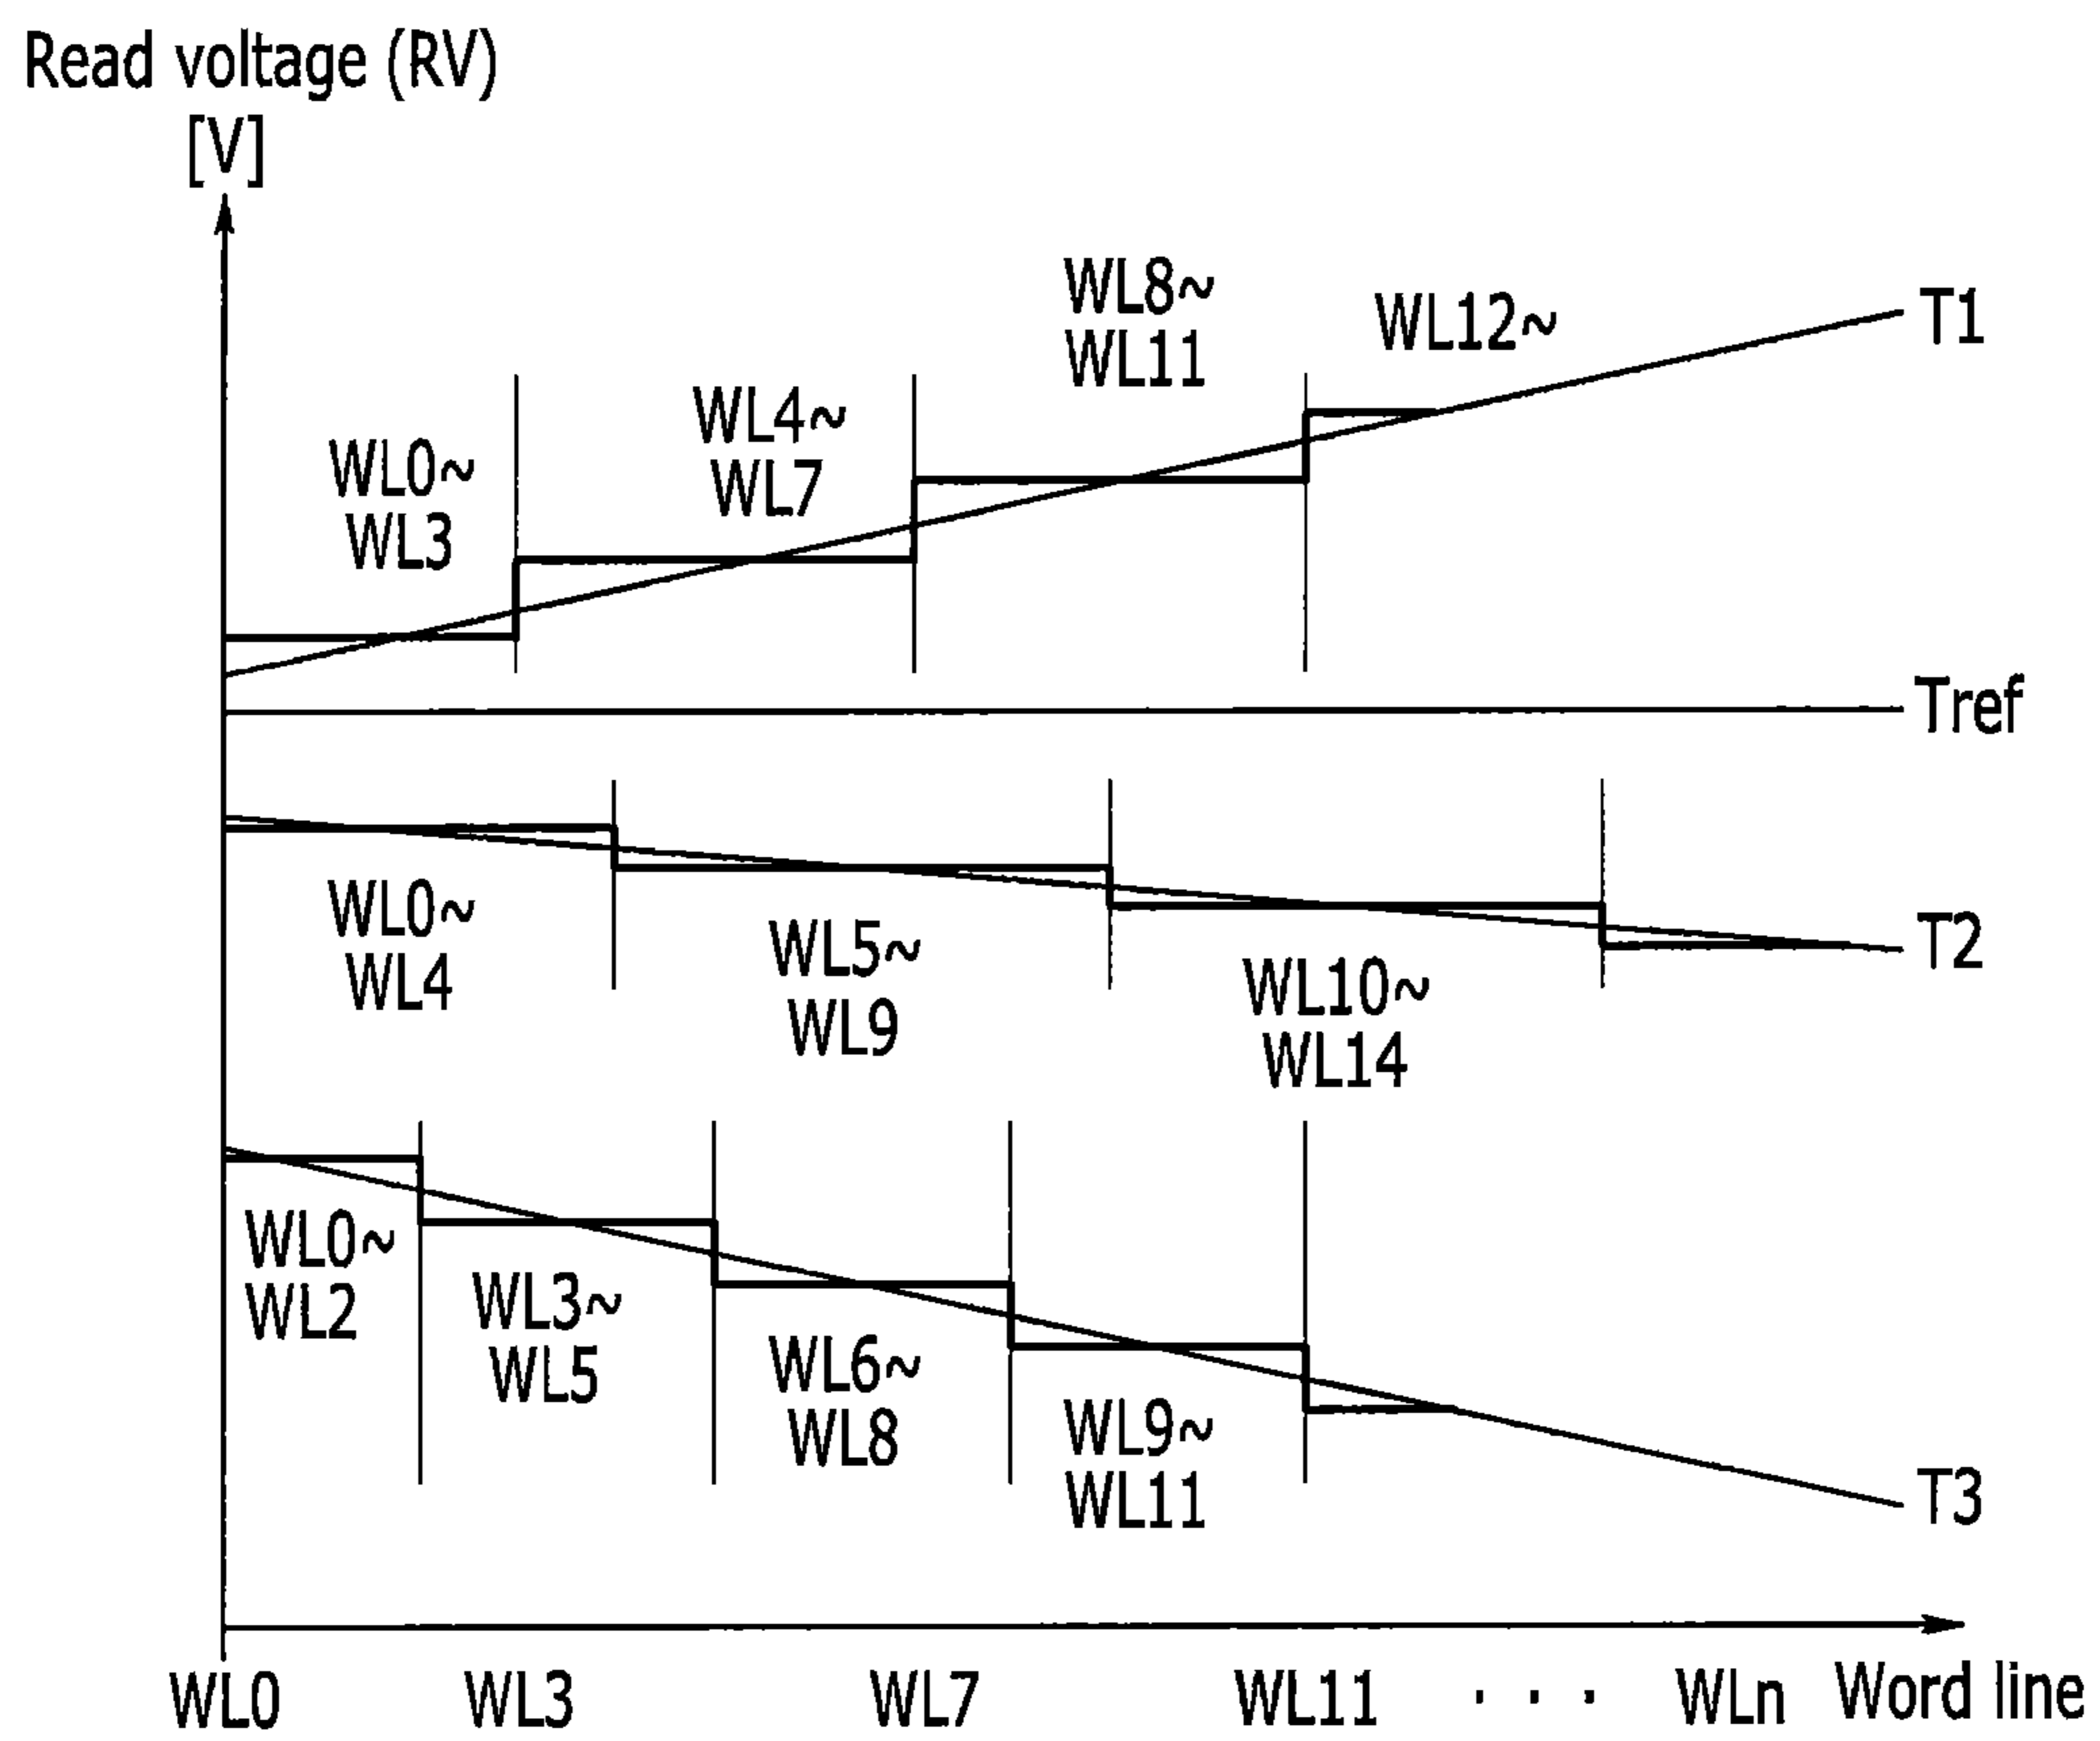 Read voltage (RV)
[V]
WL8~
WL11
WL12~
T1
WL4~
WL7
WL0~
WL3
Tref
WL0~
WL4
WL5~
WL9
WL10~
WL14
T2
WL0~
WL2
WL3~
WL5
WL6~
WL8
WL9~
WL11
T3
WL0 WL3 WL7 WL11 · · · WLn Word line